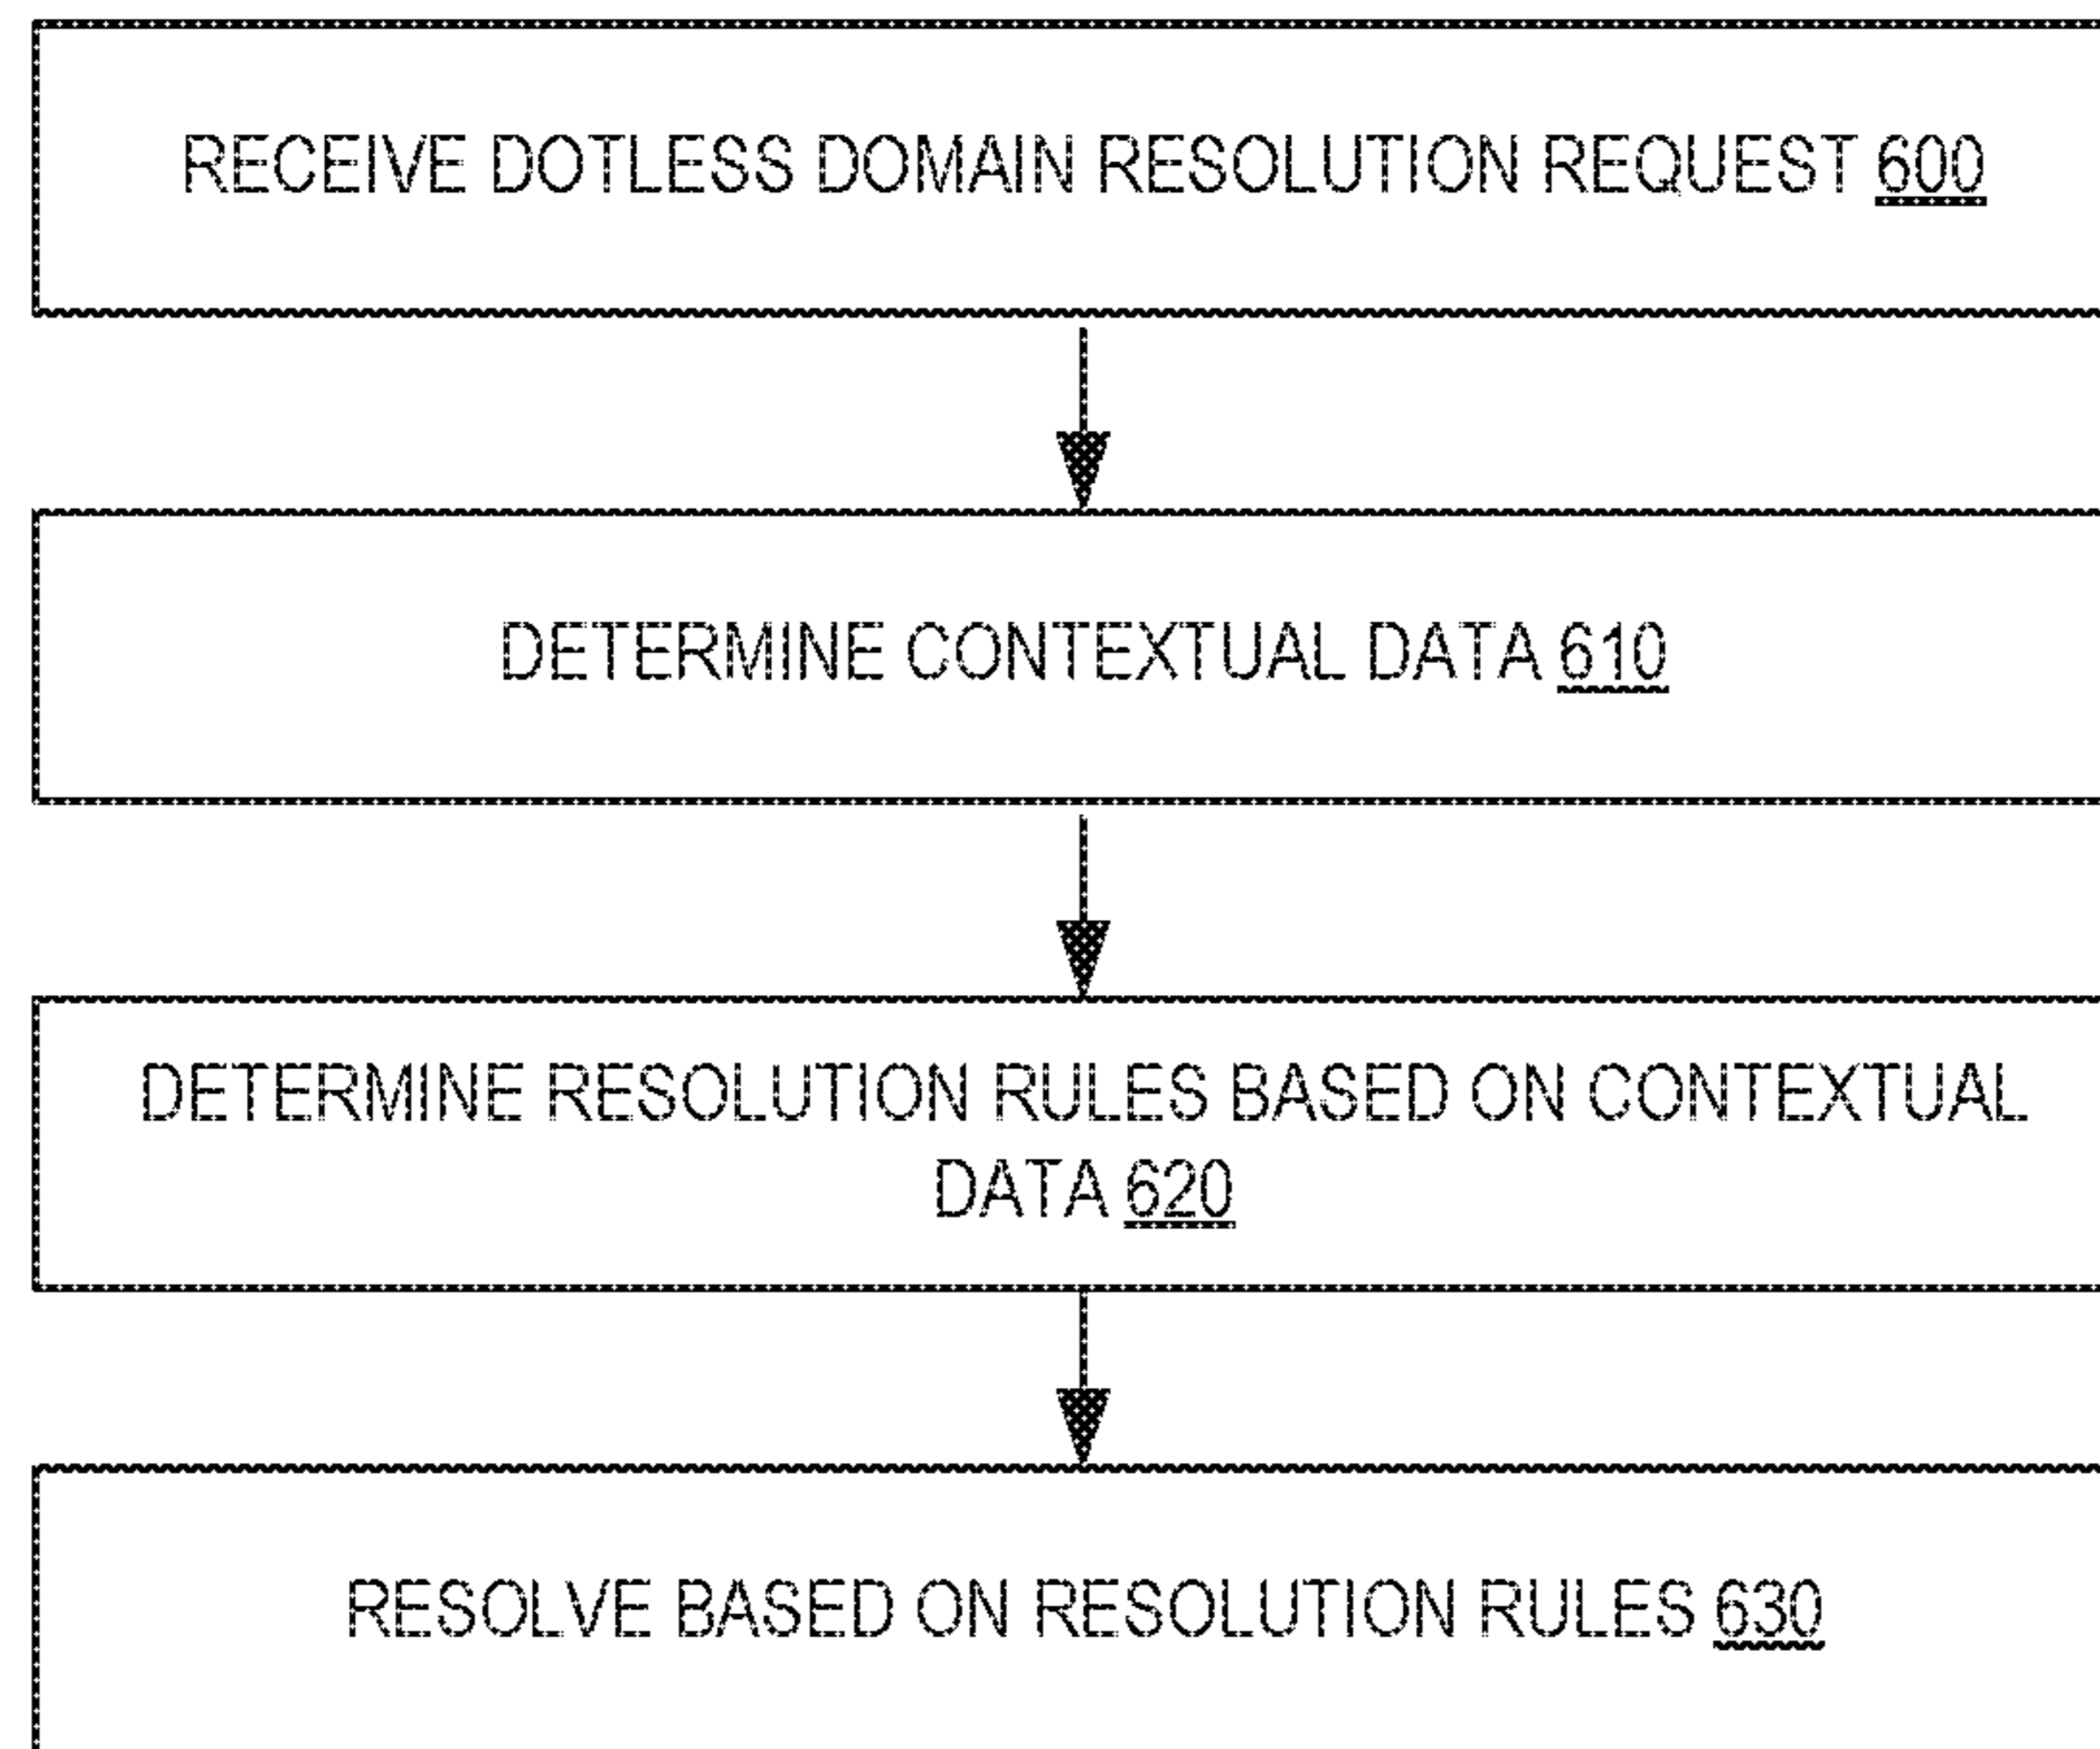 RECEIVE DOTLESS DOMAIN RESOLUTION REQUEST 600
DETERMINE CONTEXTUAL DATA 610
DETERMINE RESOLUTION RULES BASED ON CONTEXTUAL
DATA 620
RESOLVE BASED ON RESOLUTION RULES 630